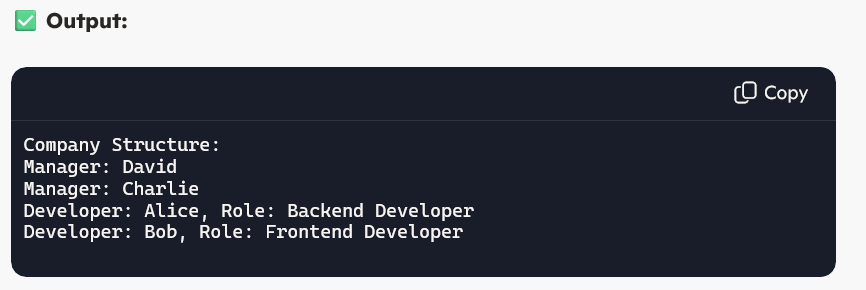 ✅ Output:
Copy
Company Structure:
Manager: David
Manager: Charlie
Developer: Alice, Role: Backend Developer
Developer: Bob, Role: Frontend Developer